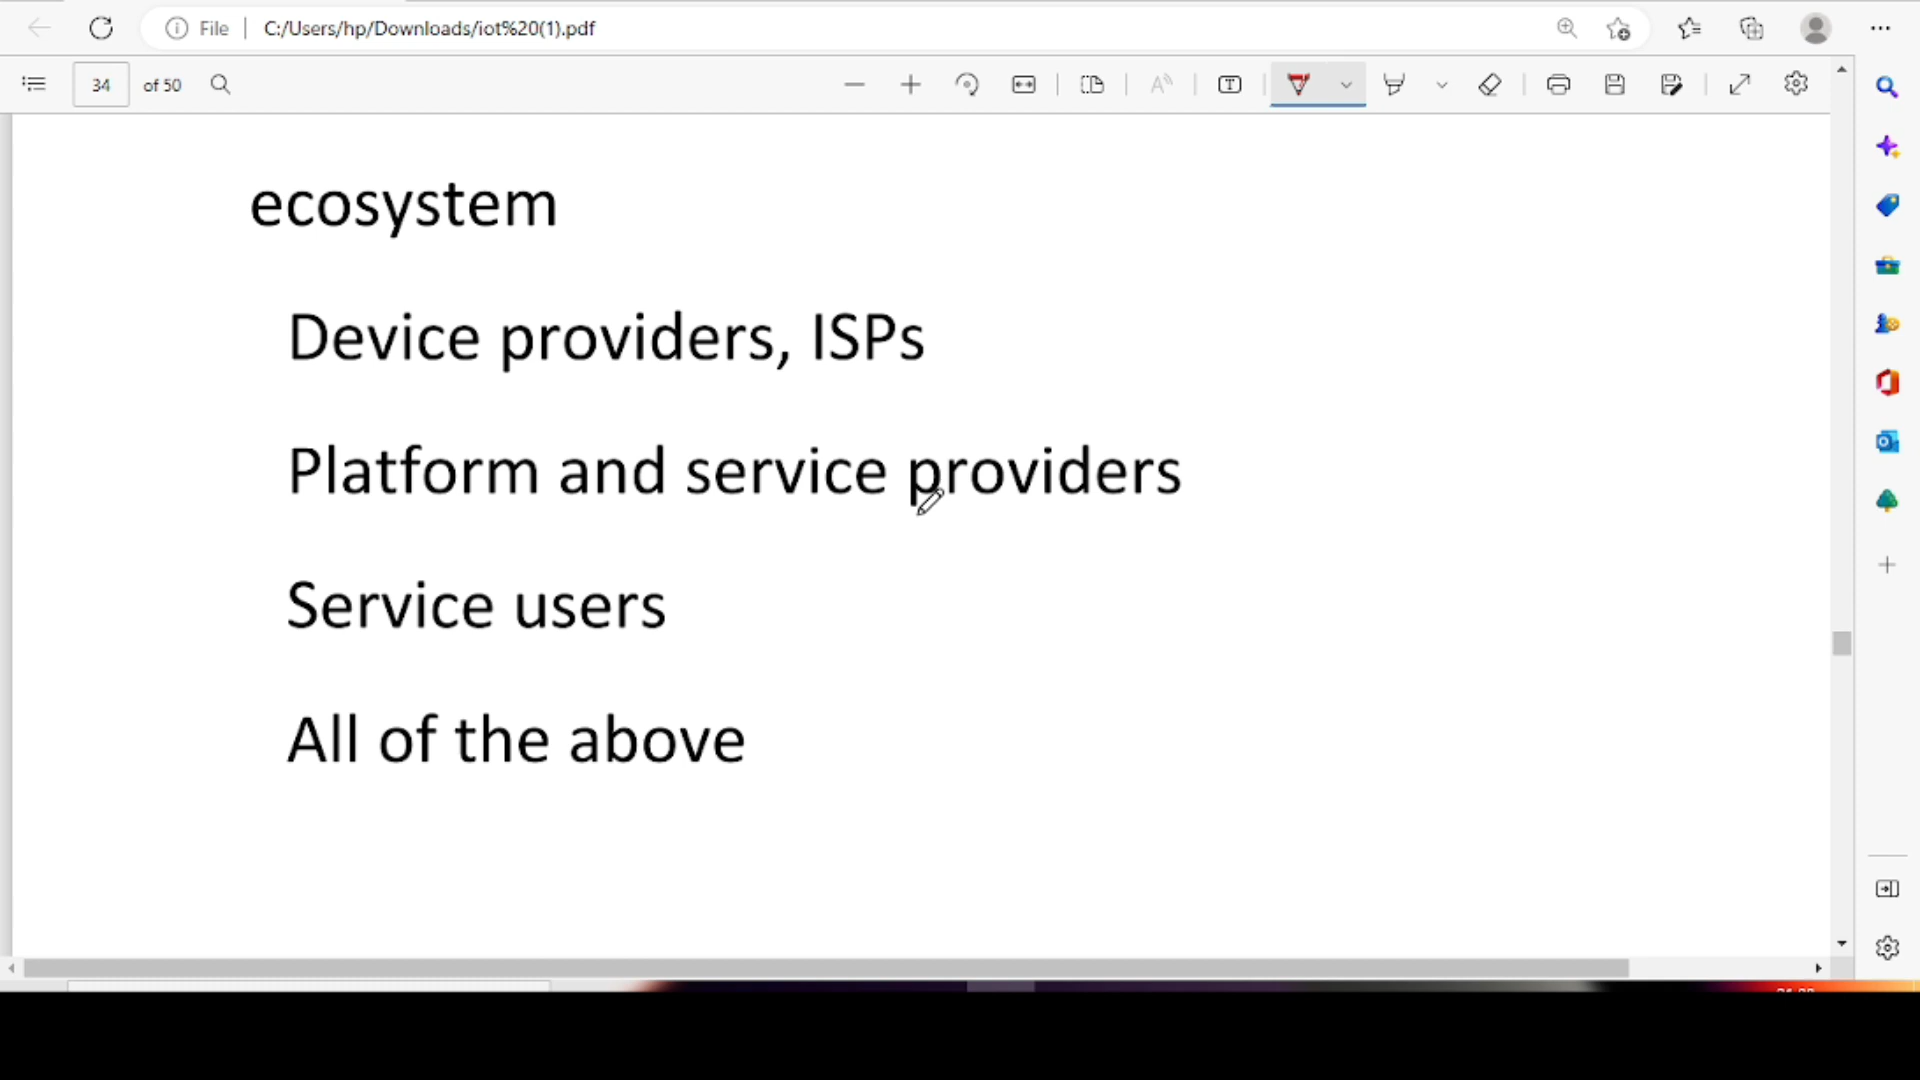 File
C:/Users/hp/Downloads/iot%20(1).pdf
34 of 50
ecosystem
Device providers, ISPs
Platform and service providers
Service users
All of the above